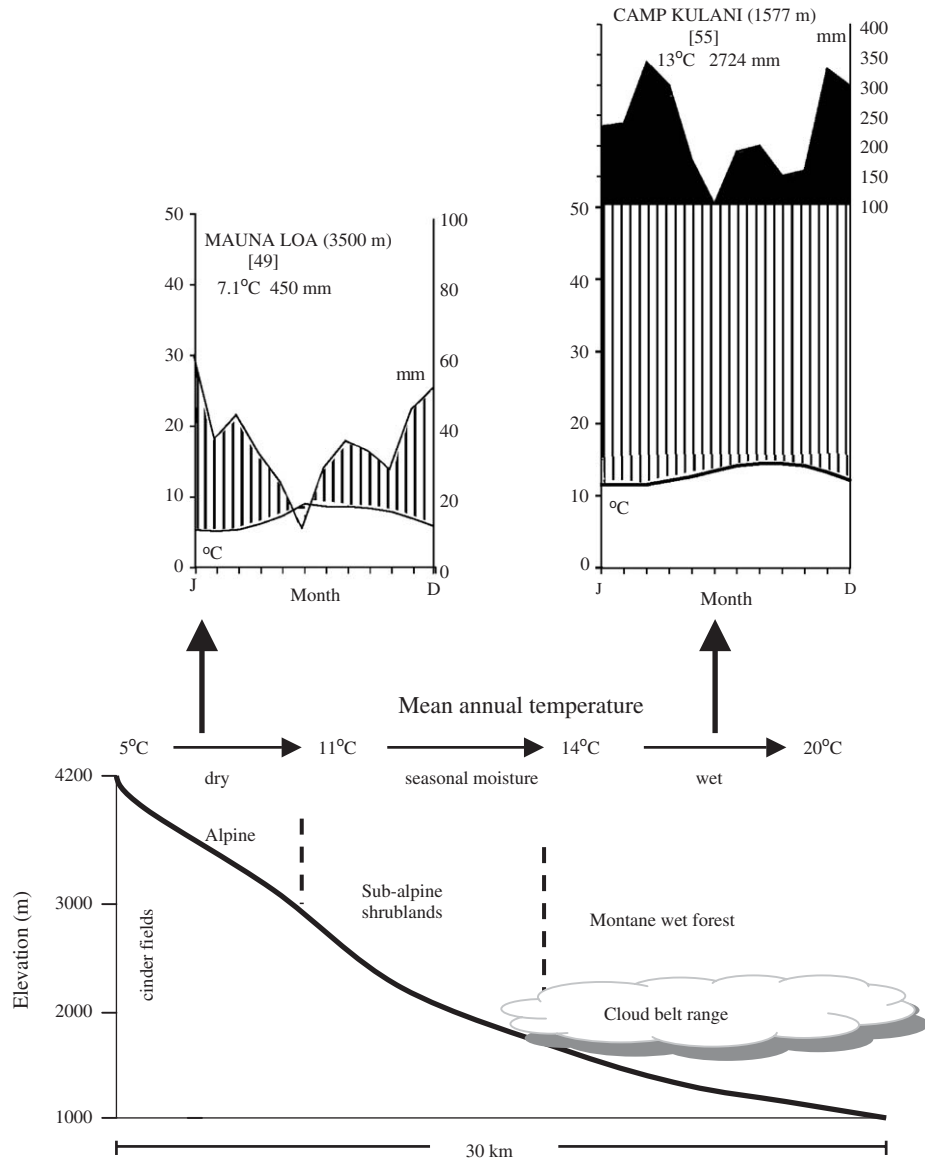 CAMP KULANI (1577 m)
[55]
13°C 2724 mm
mm
400
350
300
250
200
150
100
50
40
30
20
10
0
°C
J
Month
D
MAUNA LOA (3500 m)
[49]
7.1°C 450 mm
50
40
30
20
10
0
100
80
60
mm
40
20
0
°C
J
Month
D
Mean annual temperature
5°C
11°C
14°C
20°C
dry
seasonal moisture
wet
Elevation (m)
4200
3000
2000
1000
cinder fields
Alpine
Sub-alpine
shrublands
Montane wet forest
Cloud belt range
30 km